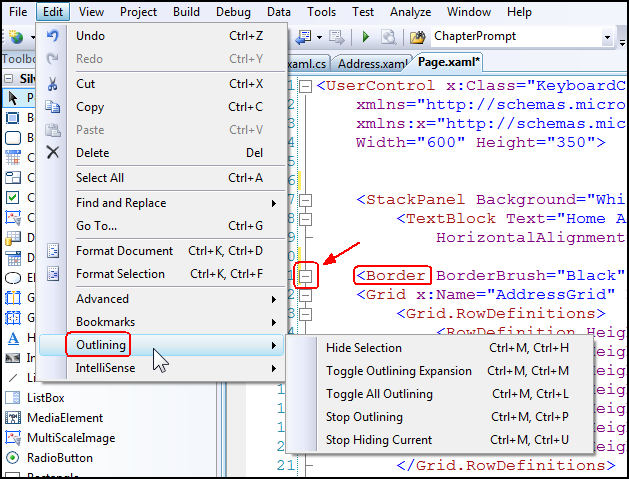 File Edit View Project Build Debug Data Tools Test Analyze Window Help
ChapterPrompt
Toolbo
.xaml.cs Address.xaml Page.xaml*
Silv
Undo Ctrl+Z
Redo Ctrl+Y
Cut Ctrl+X
Copy Ctrl+C
Paste Ctrl+V
Delete Del
Select All Ctrl+A
Find and Replace
Go To... Ctrl+G
Format Document Ctrl+K, Ctrl+D
Format Selection Ctrl+K, Ctrl+F
Advanced
Bookmarks
Outlining
IntelliSense
Hide Selection Ctrl+M, Ctrl+H
Toggle Outlining Expansion Ctrl+M, Ctrl+M
Toggle All Outlining Ctrl+M, Ctrl+L
Stop Outlining Ctrl+M, Ctrl+P
Stop Hiding Current Ctrl+M, Ctrl+U
ListBox
MediaElement
MultiScaleImage
RadioButton
Rectangle
<UserControl x:Class="KeyboardC
xmlns="http://schemas.micro
xmlns:x="http://schemas.mic
Width="600" Height="350">
<StackPanel Background="Whi
<TextBlock Text="Home A
HorizontalAlignment
<Border BorderBrush="Black"
<Grid x:Name="AddressGrid"
<Grid.RowDefinitions>
<RowDefinition Heig
21 </Grid.RowDefinitions>